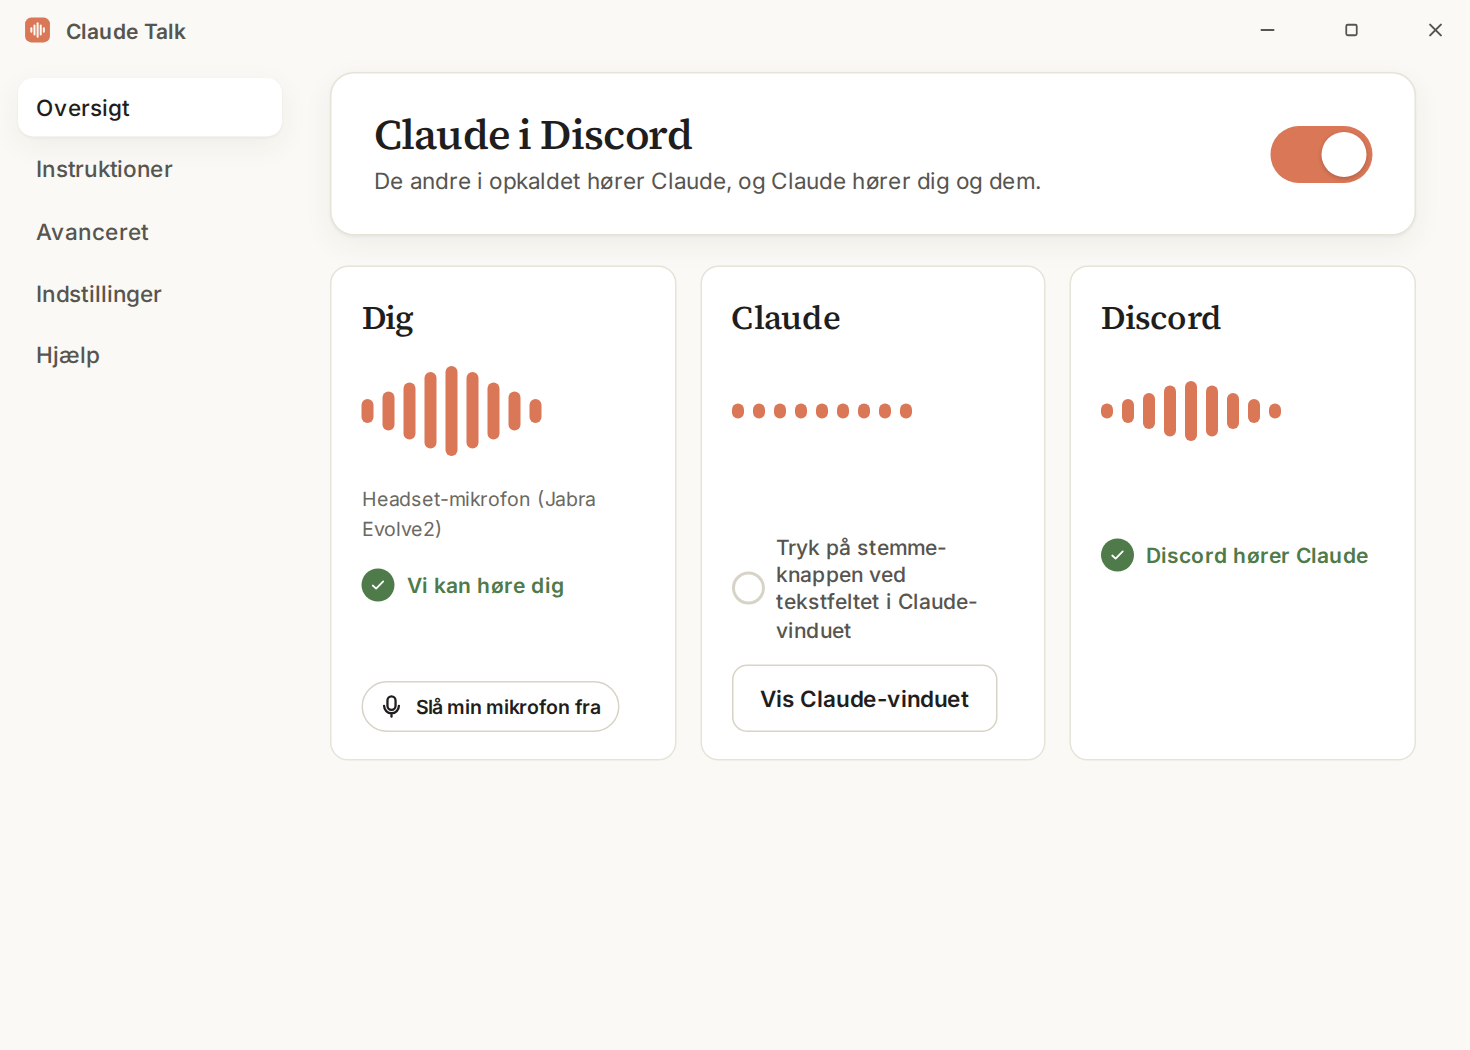 Claude Talk
Oversigt
Instruktioner
Avanceret
Indstillinger
Hjælp
Claude i Discord
De andre i opkaldet hører Claude, og Claude hører dig og dem.
Dig
Headset-mikrofon (Jabra
Evolve2)
Vi kan høre dig
Slå min mikrofon fra
Claude
Tryk på stemme-
knappen ved
tekstfeltet i Claude-
vinduet
Vis Claude-vinduet
Discord
Discord hører Claude